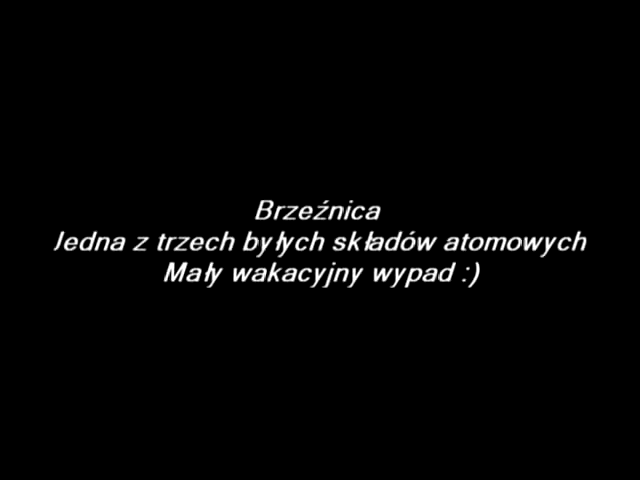 Brzeźnica
Jedna z trzech byłych składów atomowych
Mały wakacyjny wypad :)